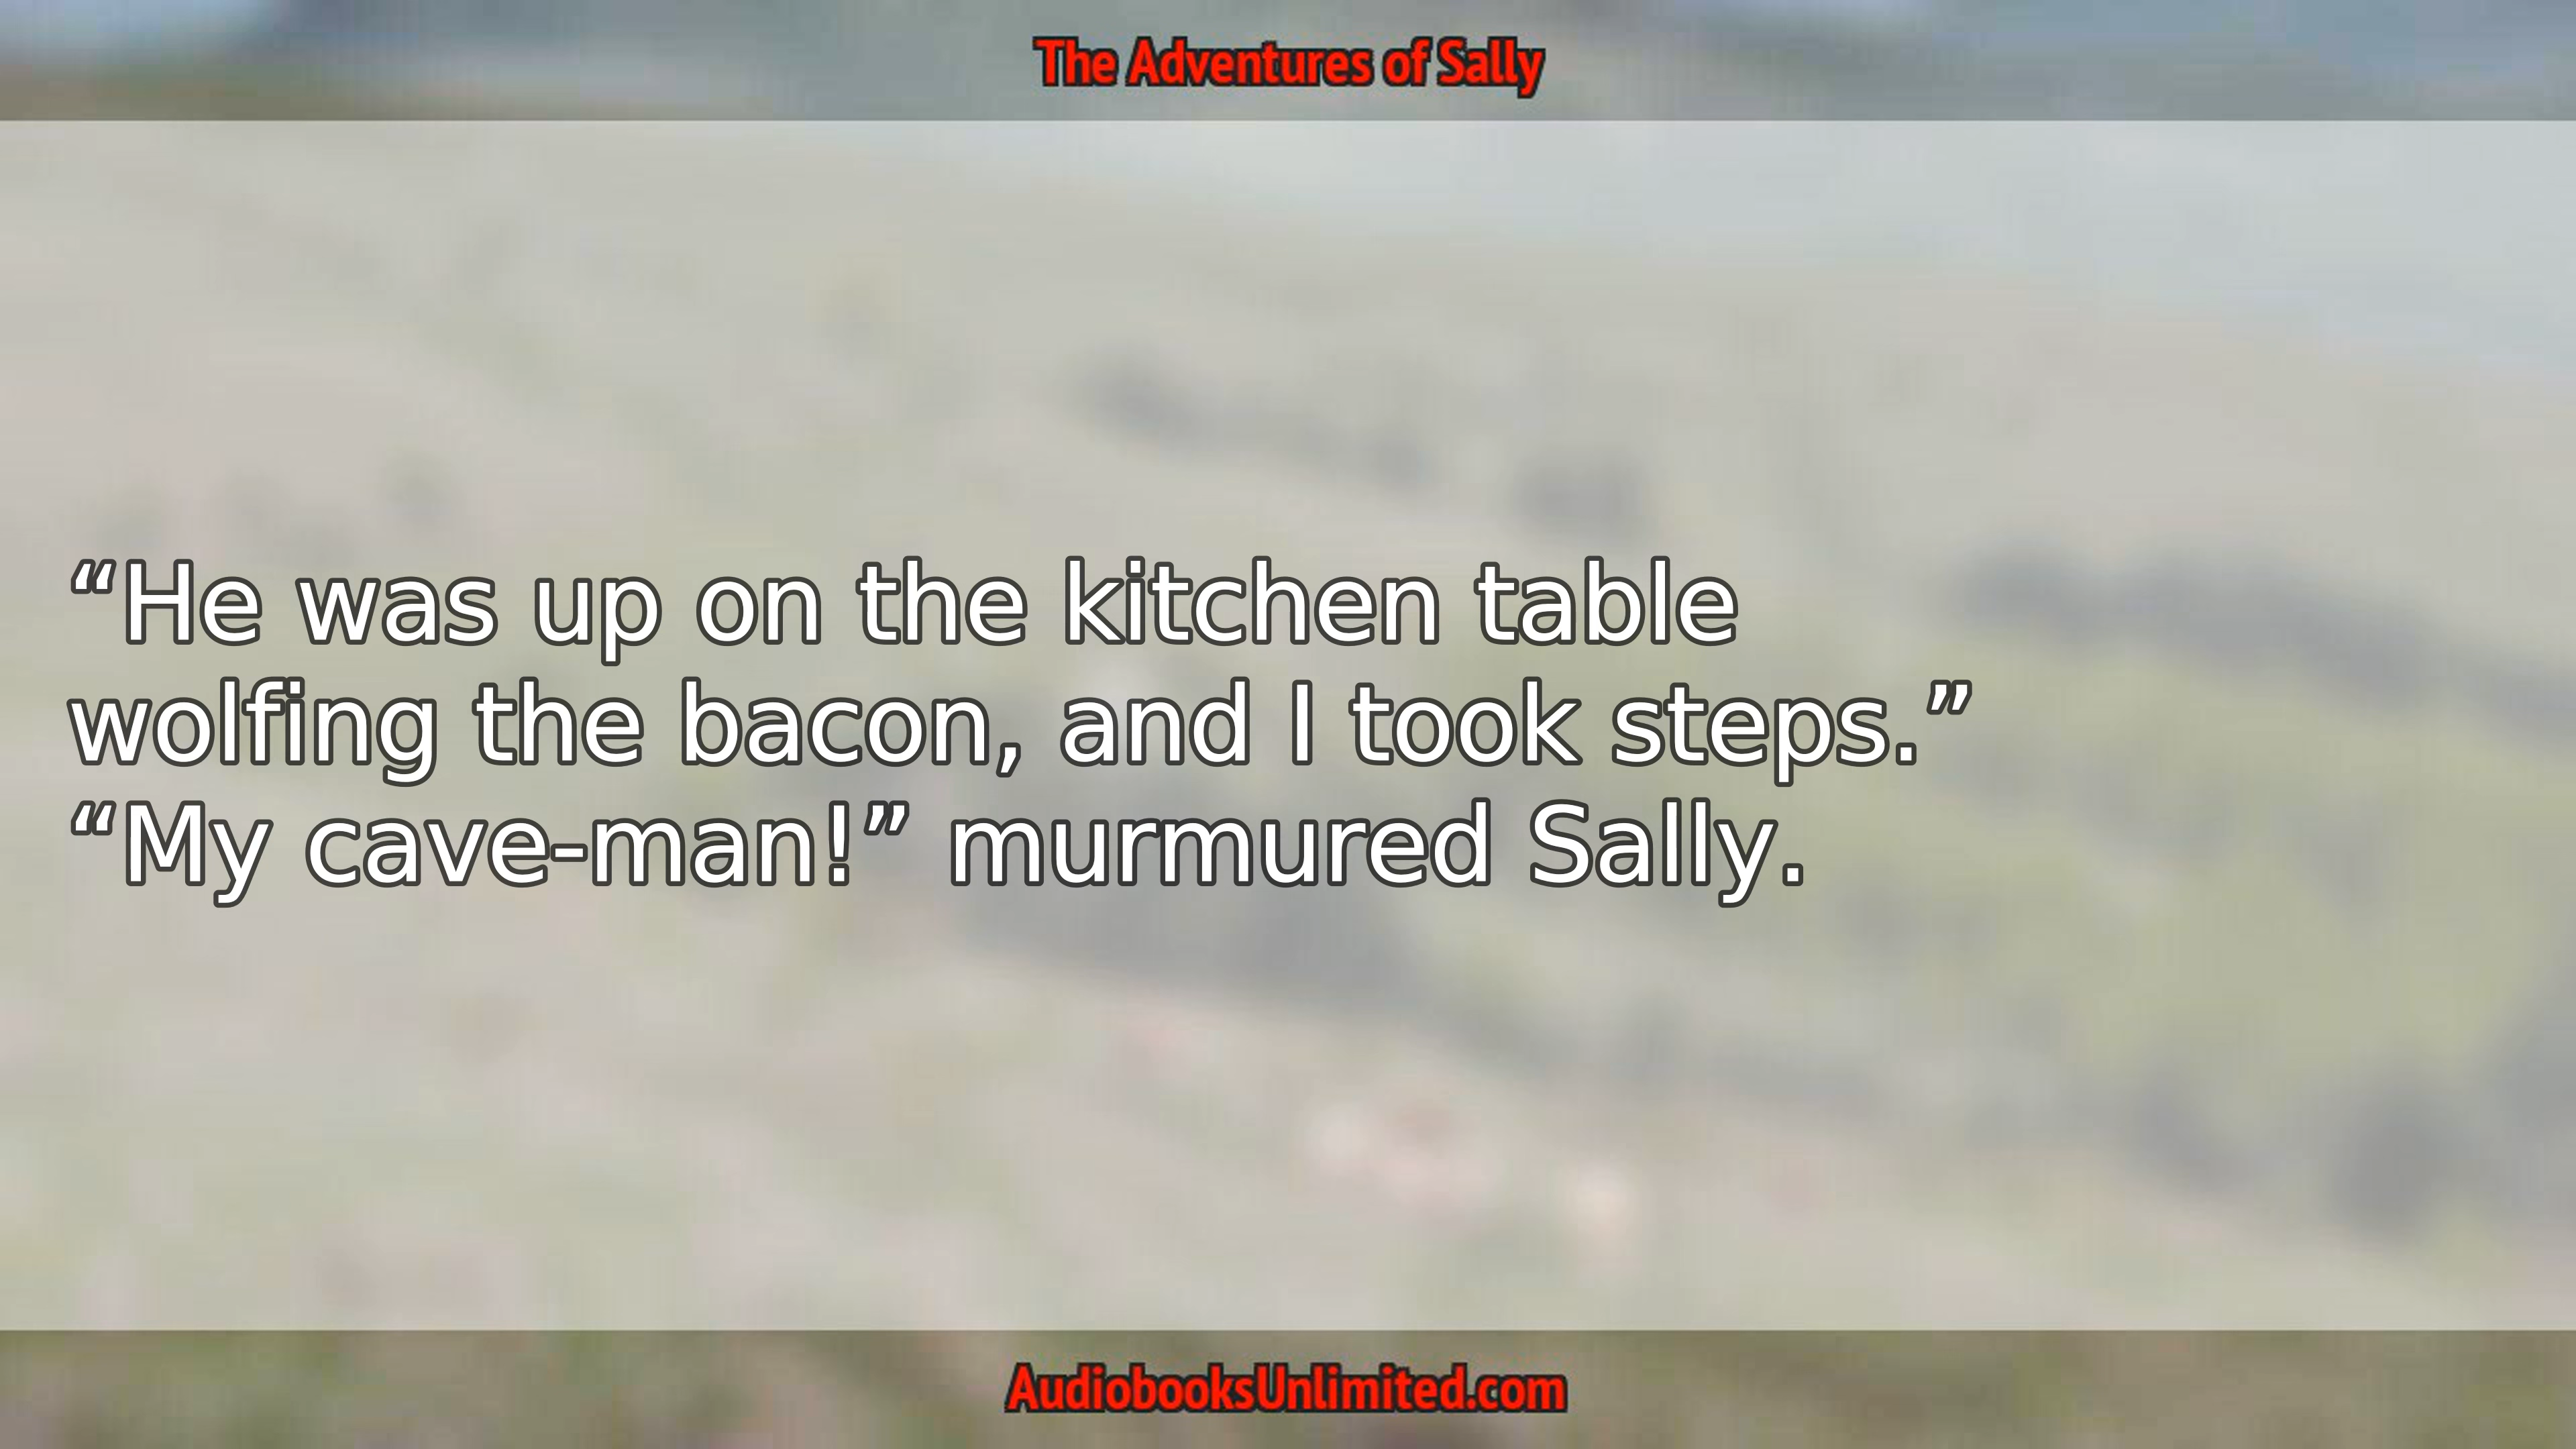 The Adventures of Sally
“He was up on the kitchen table
wolfing the bacon, and I took steps.”
“My cave-man!” murmured Sally.
AudiobooksUnlimited.com